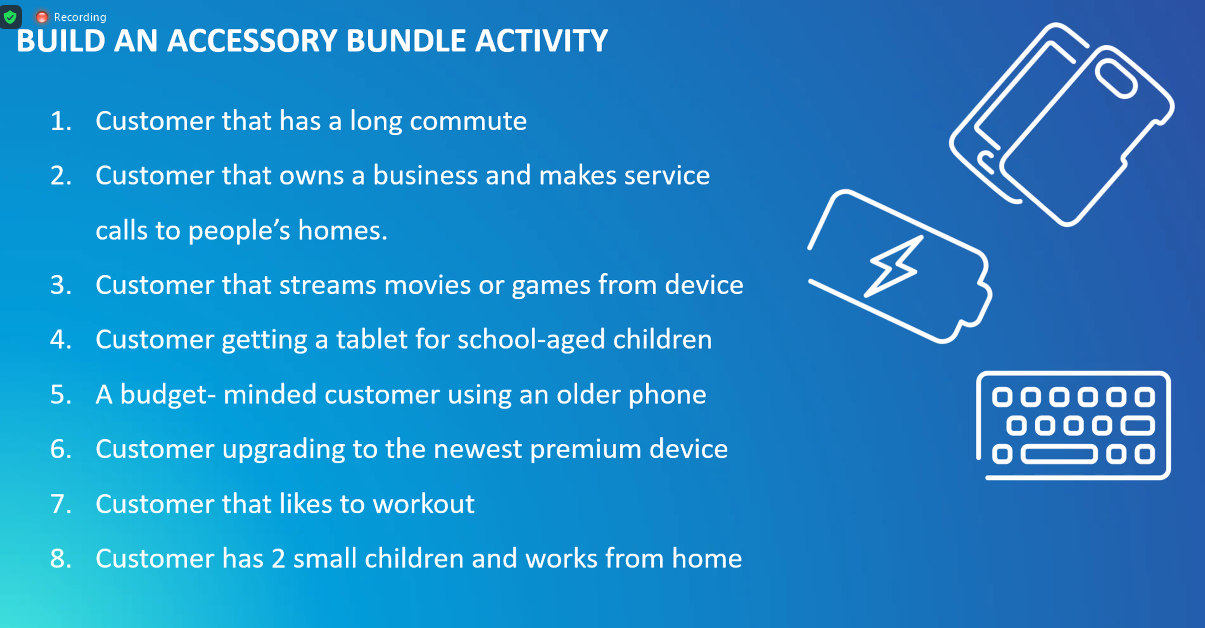 Recording
BUILD AN ACCESSORY BUNDLE ACTIVITY
1. Customer that has a long commute
2. Customer that owns a business and makes service
calls to people’s homes.
3. Customer that streams movies or games from device
4. Customer getting a tablet for school-aged children
5. A budget- minded customer using an older phone
6. Customer upgrading to the newest premium device
7. Customer that likes to workout
8. Customer has 2 small children and works from home